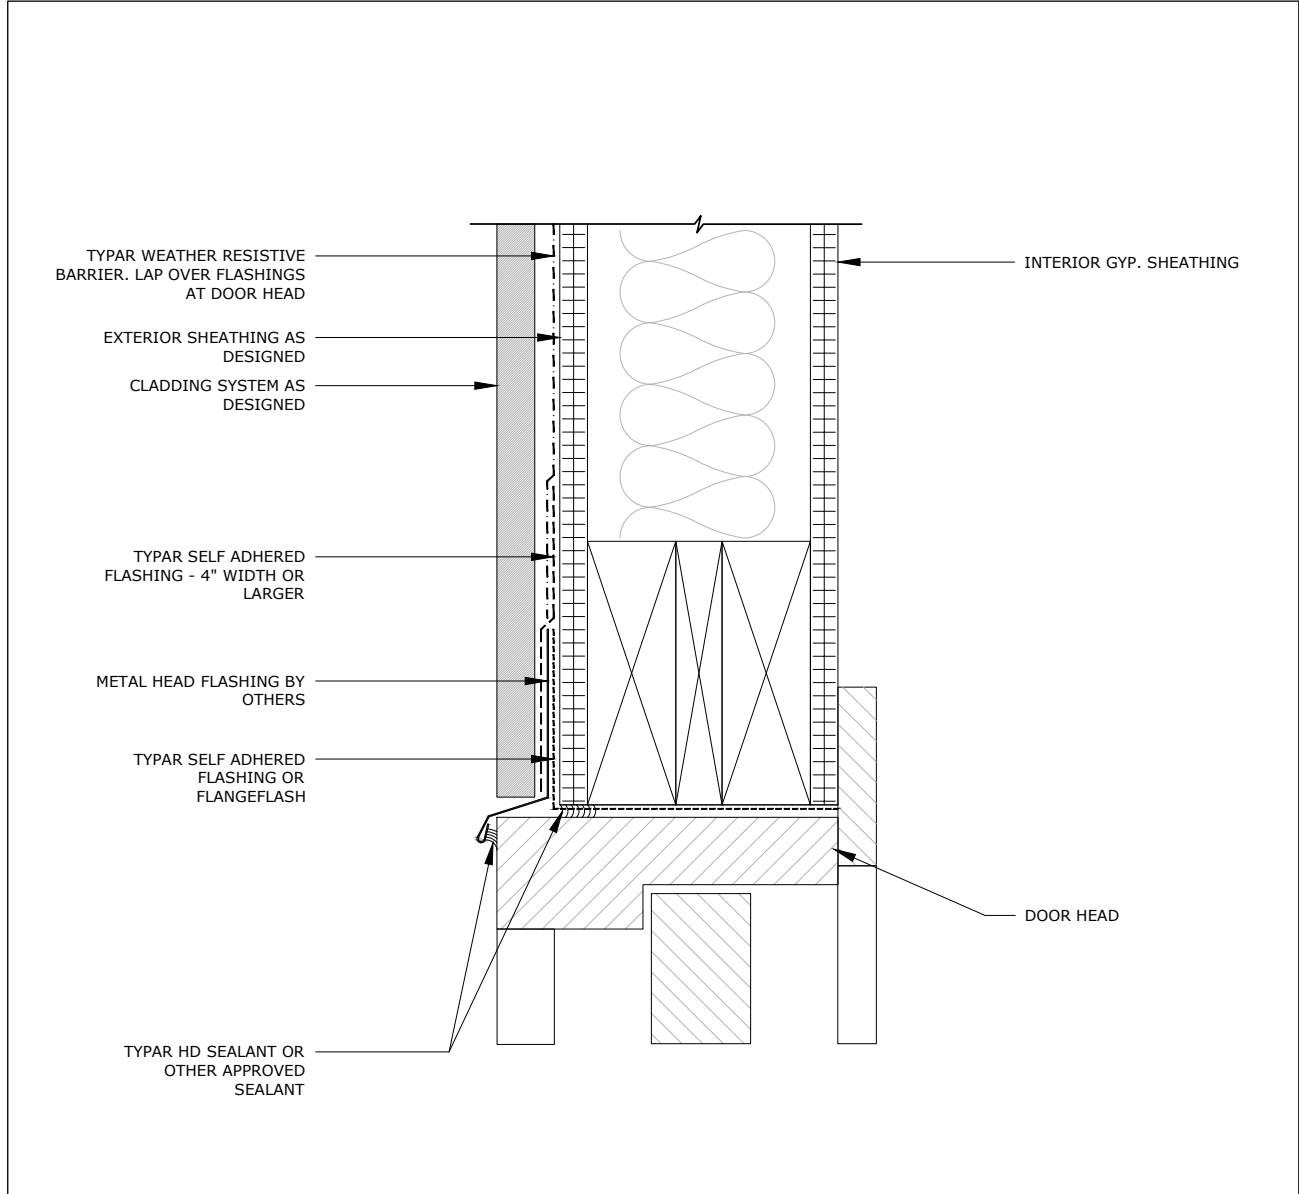 TYPAR WEATHER RESISTIVE
BARRIER. LAP OVER FLASHINGS
AT DOOR HEAD
INTERIOR GYP. SHEATHING
EXTERIOR SHEATHING AS
DESIGNED
CLADDING SYSTEM AS
DESIGNED
TYPAR SELF ADHERED
FLASHING - 4" WIDTH OR
LARGER
METAL HEAD FLASHING BY
OTHERS
TYPAR SELF ADHERED
FLASHING OR
FLANGEFLASH
DOOR HEAD
TYPAR HD SEALANT OR
OTHER APPROVED
SEALANT